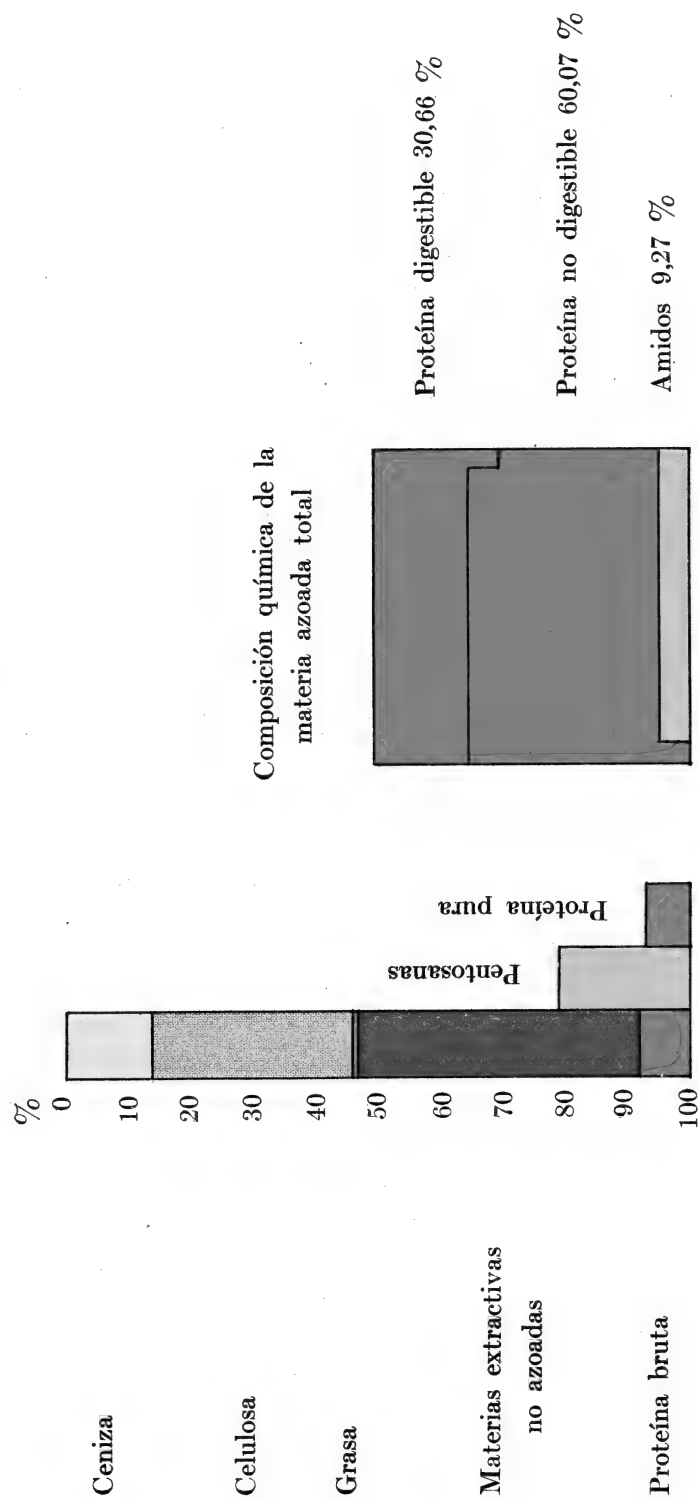 Ceniza
Celulosa
Grasa
Materias extractivas
no azoadas
Proteína bruta
%
0
10
20
30
40
50
60
70
80
90
100
Pentosanas
Proteína pura
Composición química de la
materia azoada total
Proteína digestible 30,66 %
Proteína no digestible 60,07 %
Amidos 9,27 %